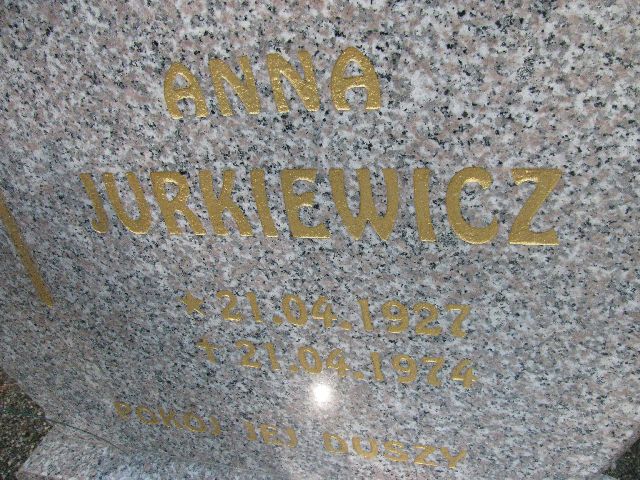 ANNA
JURKIEWICZ
* 21.04.1927
† 21.04.1974
POKÓJ JEJ DUSZY